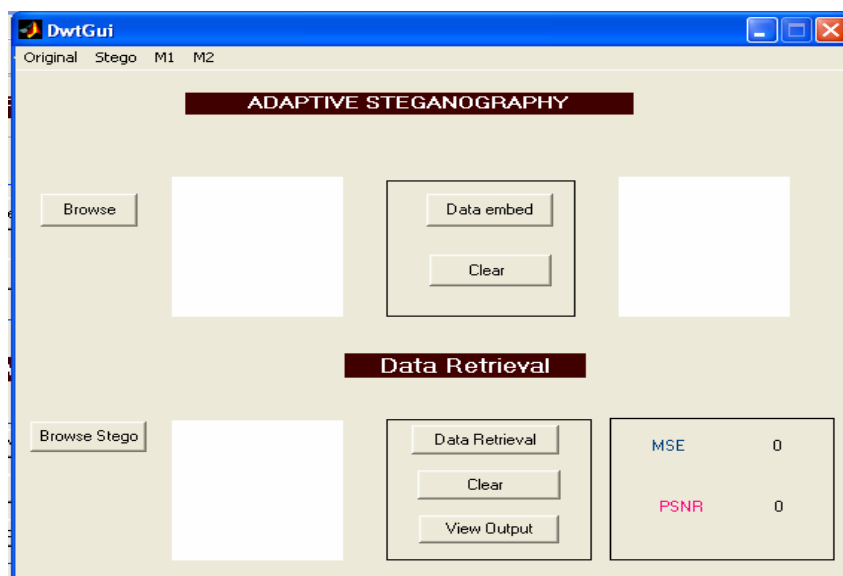 DwtGui
Original Stego M1 M2
ADAPTIVE STEGANOGRAPHY
Browse
Data embed
Clear
Data Retrieval
Browse Stego
Data Retrieval
Clear
View Output
MSE 0
PSNR 0